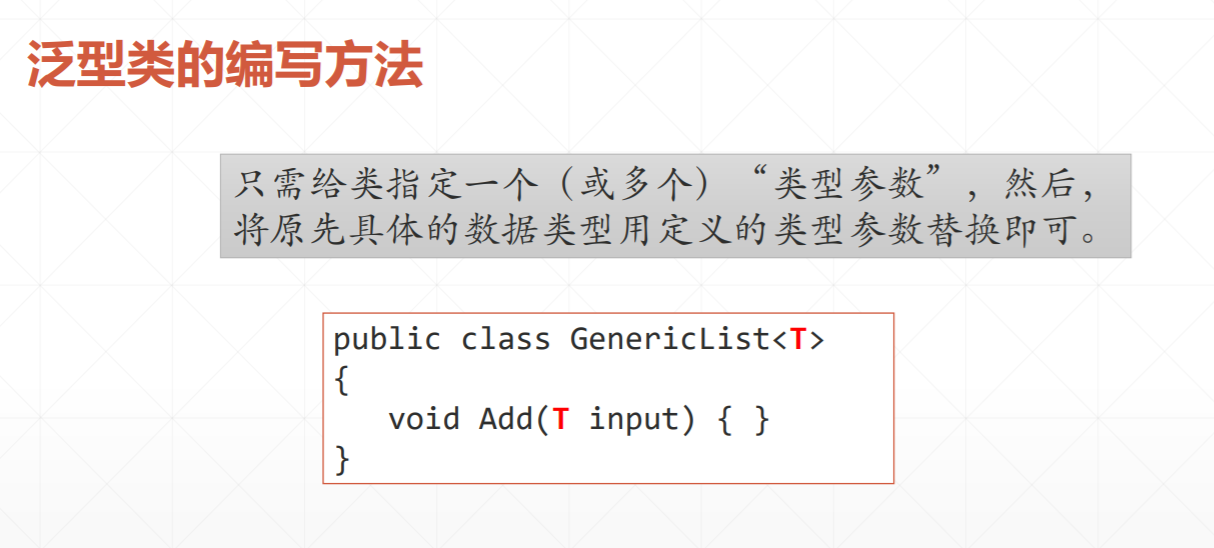 泛型类的编写方法
只需给类指定一个（或多个）“类型参数”，然后，
将原先具体的数据类型用定义的类型参数替换即可。
public class GenericList<T>
{
   void Add(T input) { }
}